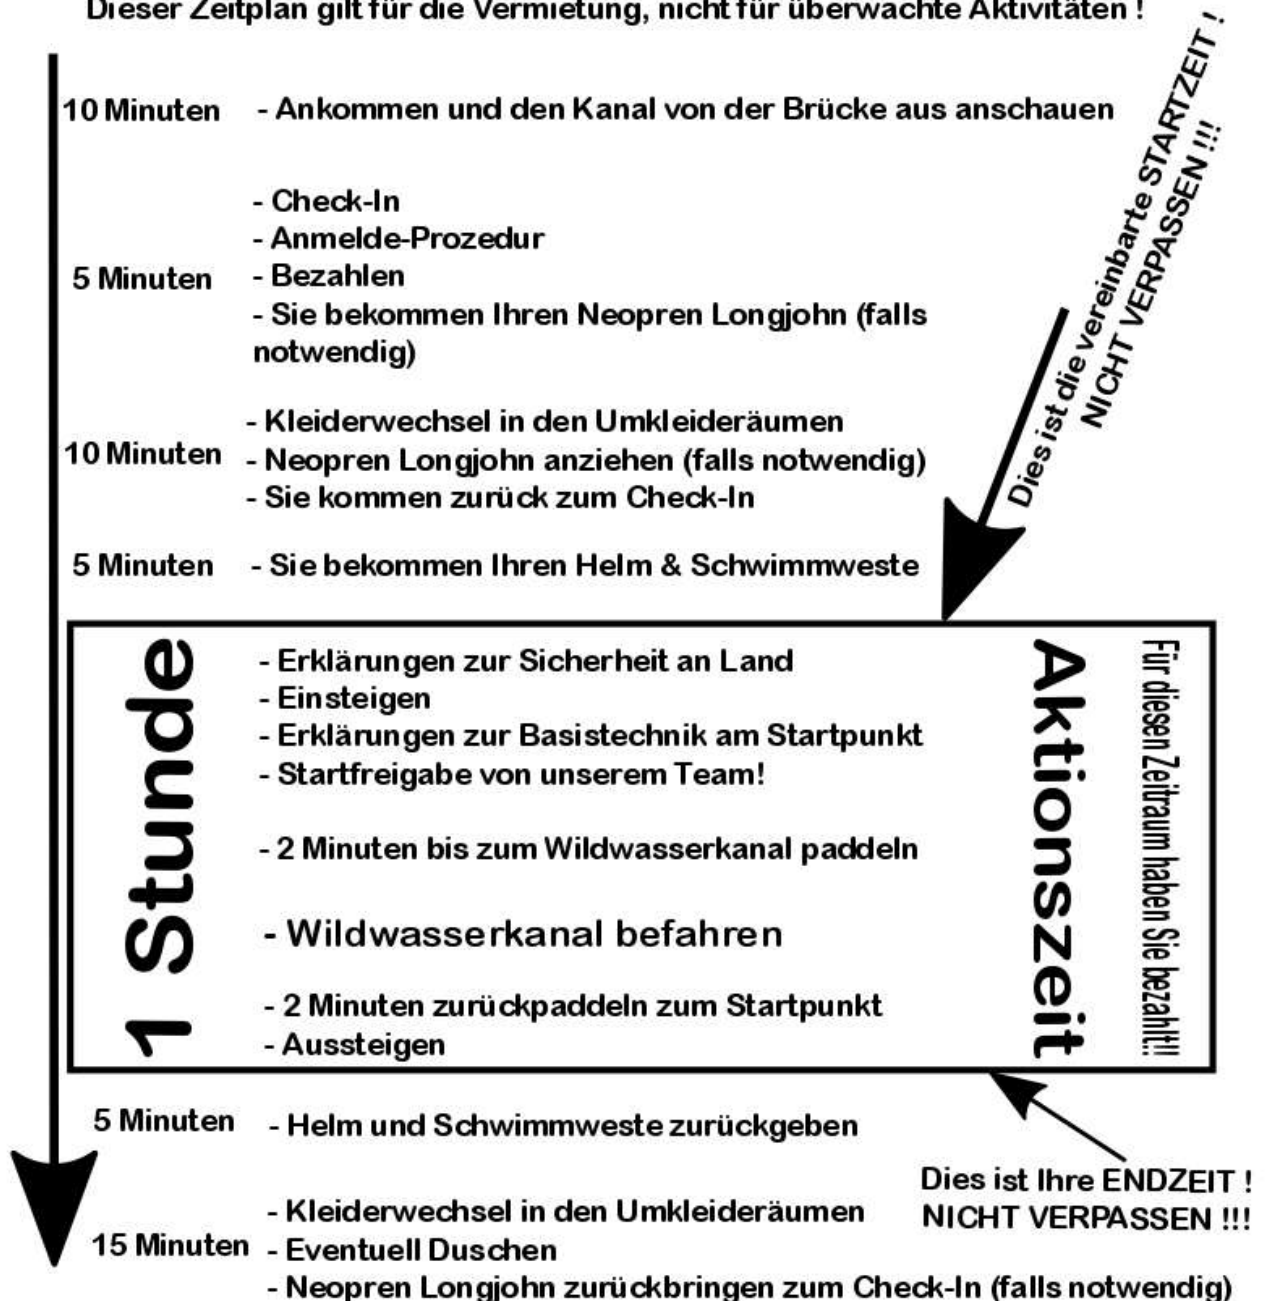 Dieser Zeitplan gilt für die Vermietung, nicht für überwachte Aktivitäten !
10 Minuten - Ankommen und den Kanal von der Brücke aus anschauen
Dies ist die vereinbarte STARTZEIT !
NICHT VERPASSEN !!!
- Check-In
- Anmelde-Prozedur
5 Minuten - Bezahlen
- Sie bekommen Ihren Neopren Longjohn (falls
notwendig)
- Kleiderwechsel in den Umkleideräumen
10 Minuten - Neopren Longjohn anziehen (falls notwendig)
- Sie kommen zurück zum Check-In
5 Minuten - Sie bekommen Ihren Helm & Schwimmweste
1 Stunde
- Erklärungen zur Sicherheit an Land
- Einsteigen
- Erklärungen zur Basistechnik am Startpunkt
- Startfreigabe von unserem Team!
- 2 Minuten bis zum Wildwasserkanal paddeln
- Wildwasserkanal befahren
- 2 Minuten zurückpaddeln zum Startpunkt
- Aussteigen
Aktionszeit
Für diesen Zeitraum haben Sie bezahlt!!
5 Minuten - Helm und Schwimmweste zurückgeben
Dies ist Ihre ENDZEIT !
NICHT VERPASSEN !!!
- Kleiderwechsel in den Umkleideräumen
15 Minuten - Eventuell Duschen
- Neopren Longjohn zurückbringen zum Check-In (falls notwendig)